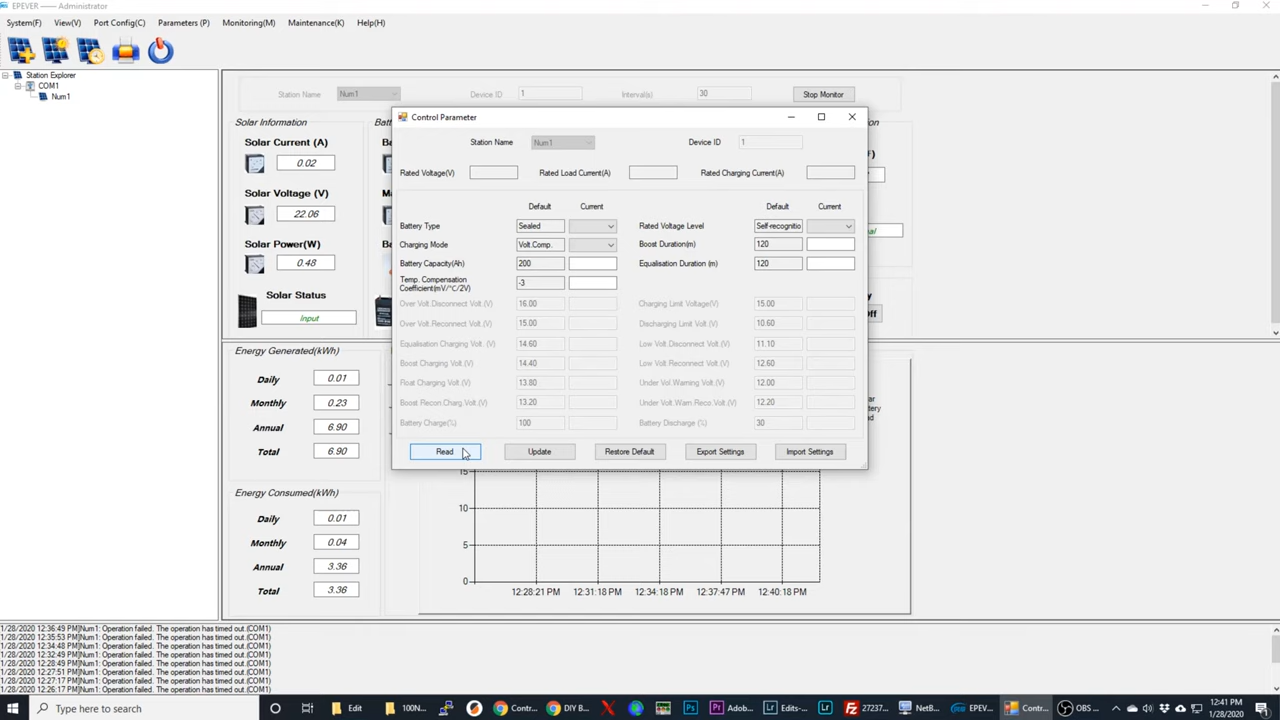 EPEVER —— Administrator
System(F) View(V) Port Config(C) Parameters (P) Monitoring(M) Maintenance(K) Help(H)
Station Explorer
COM1
Num1
Station Name Num1 Device ID 1 Interval(s) 30 Stop Monitor
Solar Information
Solar Current (A)
0.02
Solar Voltage (V)
22.06
Solar Power(W)
0.48
Solar Status
Input
Control Parameter
Station Name Num1 Device ID 1
Rated Voltage(V) Rated Load Current(A) Rated Charging Current(A)
Default Current Default Current
Battery Type Sealed Rated Voltage Level Self-recognitio
Charging Mode Volt.Comp. Boost Duration(m) 120
Battery Capacity(Ah) 200 Equalisation Duration (m) 120
Temp. Compensation
Coefficient(mV/°C/2V) -3
Over Volt.Disconnect Volt.(V) 16.00 Charging Limit Voltage(V) 15.00
Over Volt.Reconnect Volt.(V) 15.00 Discharging Limit Volt.(V) 10.60
Equalisation Charging Volt. (V) 14.60 Low Volt.Disconnect Volt.(V) 11.10
Boost Charging Volt.(V) 14.40 Low Volt.Reconnect Volt.(V) 12.60
Float Charging Volt.(V) 13.80 Under Vol.Warning Volt.(V) 12.00
Boost Recon.Charg.Volt.(V) 13.20 Under Volt.Warn.Reco.Volt.(V) 12.20
Battery Charge(%) 100 Battery Discharge (%) 30
Read Update Restore Default Export Settings Import Settings
Energy Generated(kWh)
Daily 0.01
Monthly 0.23
Annual 6.90
Total 6.90
Energy Consumed(kWh)
Daily 0.01
Monthly 0.04
Annual 3.36
Total 3.36
15
10
5
0
12:28:21 PM 12:31:18 PM 12:34:18 PM 12:37:47 PM 12:40:18 PM
1/28/2020 12:36:49 PM]Num1: Operation failed. The operation has timed out.(COM1)
1/28/2020 12:35:53 PM]Num1: Operation failed. The operation has timed out.(COM1)
1/28/2020 12:34:48 PM]Num1: Operation failed. The operation has timed out.(COM1)
1/28/2020 12:32:49 PM]Num1: Operation failed. The operation has timed out.(COM1)
1/28/2020 12:28:49 PM]Num1: Operation failed. The operation has timed out.(COM1)
1/28/2020 12:27:51 PM]Num1: Operation failed. The operation has timed out.(COM1)
1/28/2020 12:27:17 PM]Num1: Operation failed. The operation has timed out.(COM1)
1/28/2020 12:26:17 PM]Num1: Operation failed. The operation has timed out.(COM1)
Type here to search Edit 100N... Contr... DIY B... Adob... Edits-... 27237... NetB... EPEV... Contr... OBS ... 12:41 PM
1/28/2020